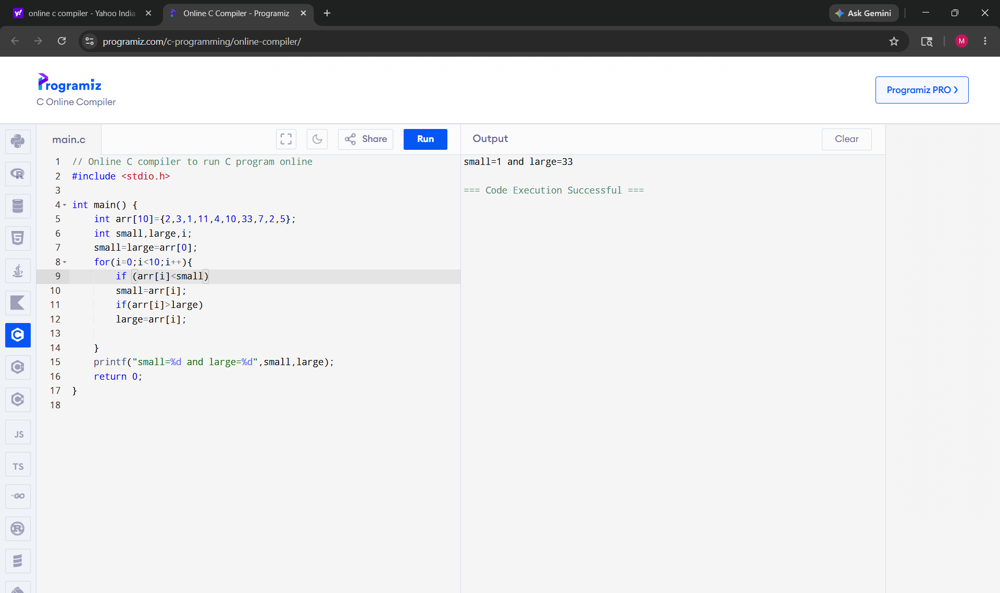 online c compiler - Yahoo India
Online C Compiler - Programiz
Ask Gemini
programiz.com/c-programming/online-compiler/
M
Programiz
C Online Compiler
Programiz PRO
main.c
Share
Run
Output
Clear
1 // Online C compiler to run C program online
2 #include <stdio.h>
3
4 int main() {
5 int arr[10]={2,3,1,11,4,10,33,7,2,5};
6 int small,large,i;
7 small=large=arr[0];
8 for(i=0;i<10;i++){
9 if (arr[i]<small)
10 small=arr[i];
11 if(arr[i]>large)
12 large=arr[i];
13
14 }
15 printf("small=%d and large=%d",small,large);
16 return 0;
17 }
18
small=1 and large=33
=== Code Execution Successful ===
R
5
C
C
C
JS
TS
GO
R